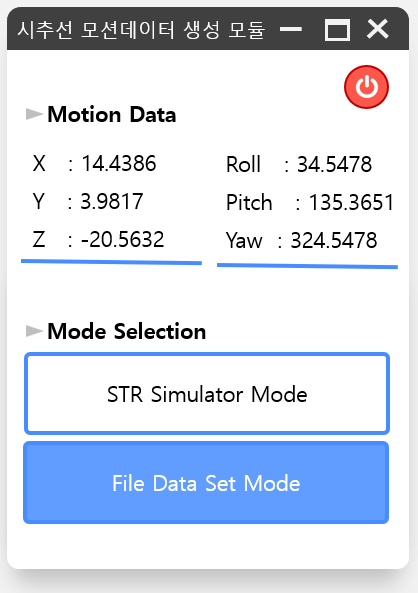 시추선 모션데이터 생성 모듈
Motion Data
X : 14.4386
Y : 3.9817
Z : -20.5632
Roll : 34.5478
Pitch : 135.3651
Yaw : 324.5478
Mode Selection
STR Simulator Mode
File Data Set Mode